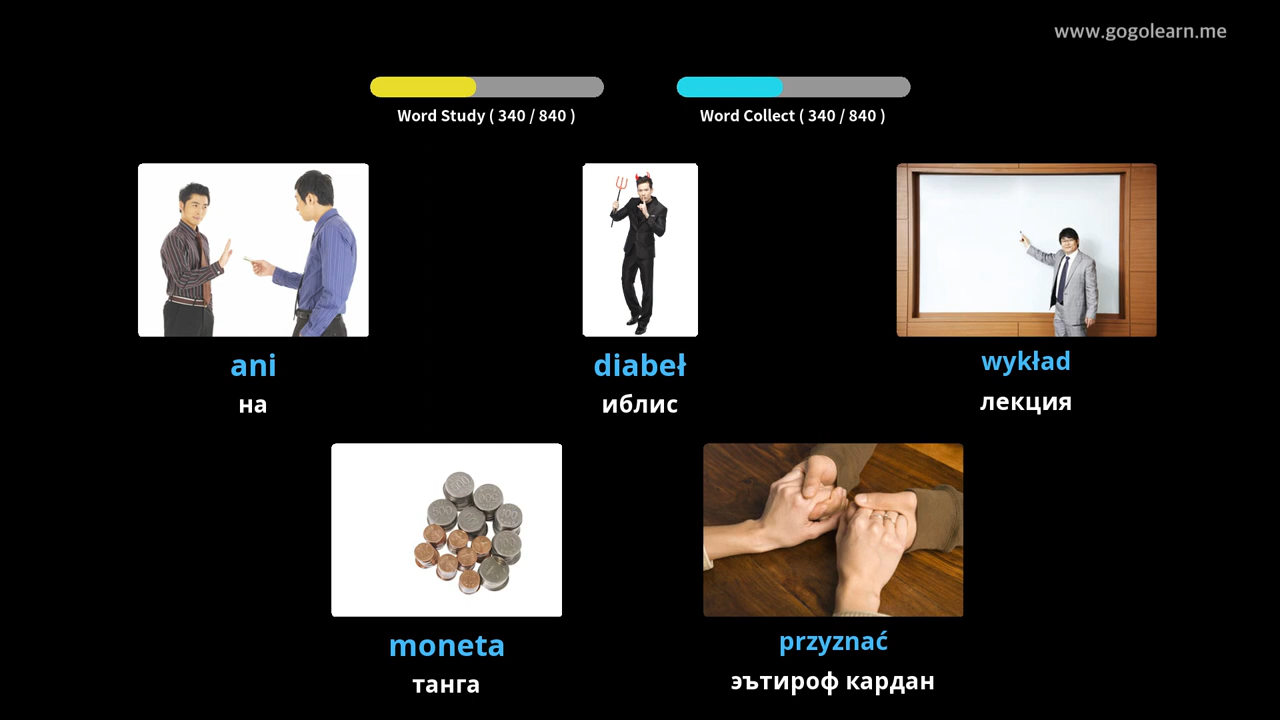 www.gogolearn.me
Word Study ( 340 / 840 )
Word Collect ( 340 / 840 )
ani
на
diabeł
иблис
wykład
лекция
moneta
танга
przyznać
эътироф кардан